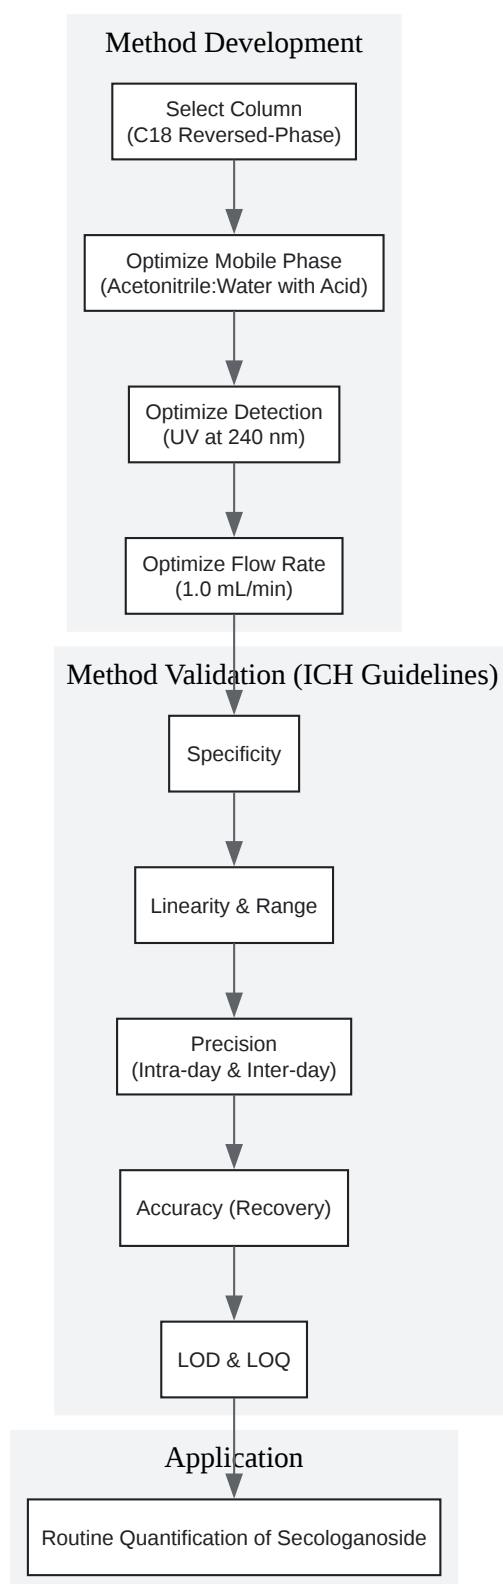 Method Development
Select Column
(C18 Reversed-Phase)
Optimize Mobile Phase
(Acetonitrile:Water with Acid)
Optimize Detection
(UV at 240 nm)
Optimize Flow Rate
(1.0 mL/min)
Method Validation (ICH Guidelines)
Specificity
Linearity & Range
Precision
(Intra-day & Inter-day)
Accuracy (Recovery)
LOD & LOQ
Application
Routine Quantification of Secologanoside